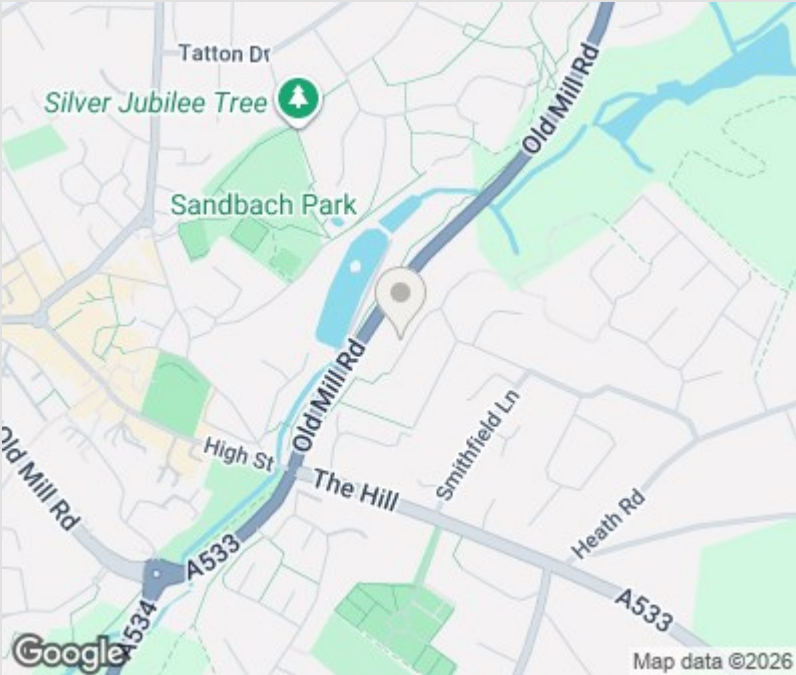 Tatton Dr
Old Mill Rd
Silver Jubilee Tree
Sandbach Park
Old Mill Rd
Smithfield Ln
Old Mill Rd
High St
The Hill
Heath Rd
A533
A533
A534
Google
Map data ©2026